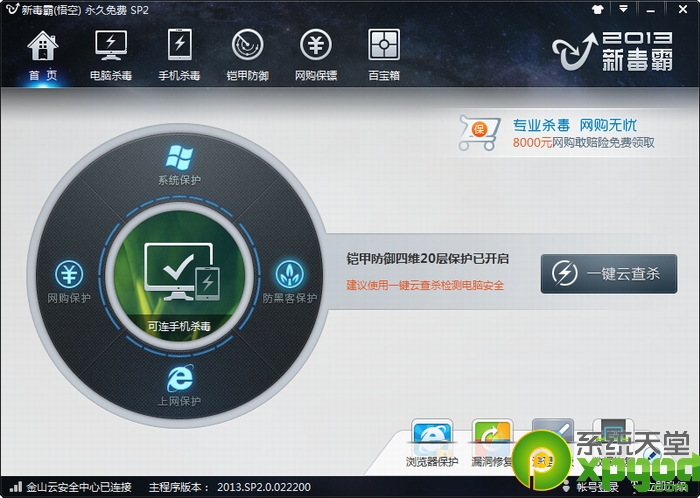 新毒霸(悟空) 永久免费 SP2
首 页
电脑杀毒
手机杀毒
铠甲防御
网购保镖
百宝箱
2013
新毒霸
保
专业杀毒 网购无忧
8000元网购敢赔险免费领取
系统保护
网购保护
防黑客保护
可连手机杀毒
上网保护
铠甲防御四维20层保护已开启
建议使用一键云查杀检测电脑安全
一键云查杀
浏览器保护
漏洞修复
系统天堂
xpgod
金山云安全中心已连接
主程序版本： 2013.SP2.0.022200
帐号登录
立即升级